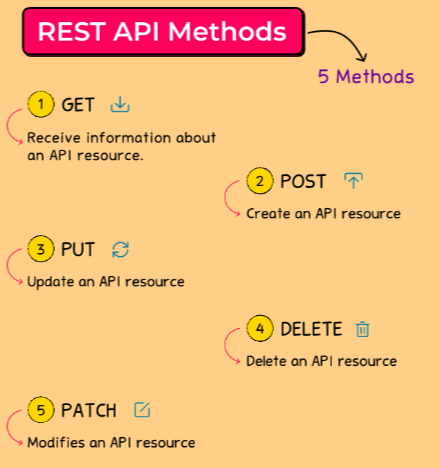 REST API Methods
5 Methods
1 GET
Receive information about
an API resource.
2 POST
Create an API resource
3 PUT
Update an API resource
4 DELETE
Delete an API resource
5 PATCH
Modifies an API resource